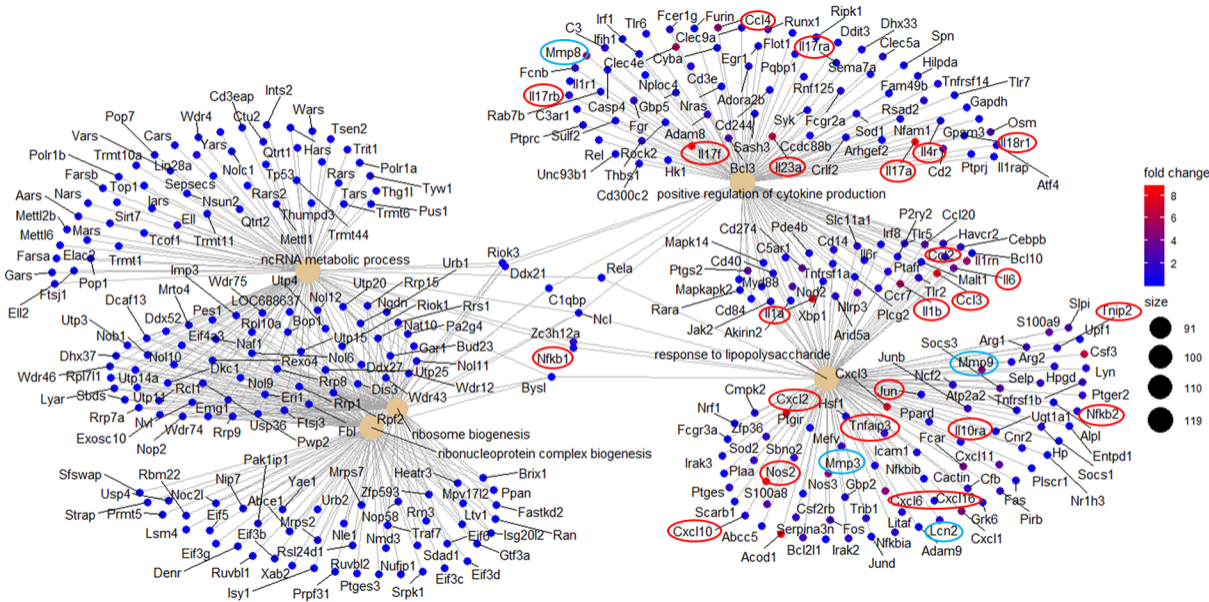 Ccl4
Ripk1
Fcer1g
Furin
Irf1
Tlr6
Runx1
Dhx33
C3
Ifih1
Clec9a
Ddit3
Spn
Mmp8
Cyba
Egr1
Flot1
Il17ra
Clec5a
Clec4e
Pqbp1
Sema7a
Hilpda
Fcnb
Il1r1
Nploc4
Cd3e
Rnf125
Fam49b
Tnfrsf14
Tlr7
Il17rb
Casp4
Gbp5
Nras
Adora2b
Gapdh
Rab7b
C3ar1
Fgr
Adam8
Cd244
Syk
Fcgr2a
Rsad2
Osm
Ptprc
Sulf2
Sash3
Ccdc88b
Sod1
Nfam1
Gpam3
Il18r1
Rel
Rock2
Il17f
Arhgef2
Il4r
Ptprj
Il1rap
Unc93b1
Thbs1
Hk1
Bcl3
Il23a
Crlf2
Il17a
Cd2
Atf4
Cd300c2
positive regulation of cytokine production
fold change
8
6
4
2
size
91
100
110
119
Ints2
Cd3eap
Wars
Pop7
Wdr4
Ctu2
Tsen2
Vars
Cars
Yars
Qtrt1
Hars
Trit1
Polr1b
Trmt10a
Lin28a
Nolc1
Tp53
Rars
Polr1a
Farsb
Top1
Sepsecs
Rars2
Tars
Thg1l
Tyw1
Nars
Iars
Nsun2
Thumpd3
Trmt6
Pus1
Aars
Sirt7
Ell
Qtrt2
Trmt44
Mettl2b
Mars
Tcof1
Trmt11
Mettl1
Mettl6
Elac2
Trmt1
Farsa
ncRNA metabolic process
Gars
Pop1
Imp3
Wdr75
Utp4
Utp20
Rrp15
Urb1
Ftsj1
Ell2
Riok3
Ddx21
Rela
C1qbp
Ncl
Zc3h12a
Nfkb1
Bysl
Dcaf13
Mrto4
LOC688637
Nol12
Ngdn
Riok1
Rrs1
Utp3
Ddx52
Pes1
Rpl10a
Bop1
Utp15
Nat10
Pa2g4
Nob1
Eif4a3
Naf1
Nol6
Gar1
Bud23
Dhx37
Nol10
Dkc1
Rexo4
Ddx27
Nol11
Wdr46
Rpl7l1
Utp14a
Rcl1
Nol9
Rrp8
Dis3
Utp25
Wdr12
Lyar
Sbds
Utp11
Emg1
Eri1
Rrp1
Wdr43
Rrp7a
Nvl
Wdr74
Usp36
Ftsj3
Rpf2
Exosc10
Rrp9
Pwp2
Fbl
Nop2
ribosome biogenesis
ribonucleoprotein complex biogenesis
Pak1ip1
Sfswap
Rbm22
Nip7
Yae1
Mrps7
Heatr3
Brix1
Usp4
Noc2l
Abce1
Zfp593
Mpv17l2
Ppan
Strap
Prmt5
Eif5
Mrps2
Urb2
Rrp3
Ltv1
Fastkd2
Lsm4
Eif3b
Nop58
Traf7
Eif6
Isg20l2
Ran
Eif3g
Rsl24d1
Nle1
Nmd3
Sdad1
Gtf3a
Denr
Ruvbl1
Xab2
Ruvbl2
Nufip1
Eif3c
Eif3d
Isy1
Prpf31
Ptges3
Srpk1
Slc11a1
P2ry2
Ccl20
Cd274
Pde4b
Irf8
Tlr5
Havcr2
Mapk14
C5ar1
Cd14
Il6r
Ccl2
Cebpb
Ptgs2
Cd40
Tnfrsf1a
Ptafr
Il1rn
Bcl10
Mapkapk2
Myd88
Nod2
Malt1
Il6
Rara
Cd84
Il1a
Xbp1
Nlrp3
Ccr7
Tlr2
Ccl3
Jak2
Plcg2
Il1b
Akirin2
Arid5a
response to lipopolysaccharide
Cxcl3
Slpi
S100a9
Tnip2
Junb
Socs3
Arg1
Upf1
Mmp9
Arg2
Csf3
Ncf2
Selp
Hpgd
Lyn
Cmpk2
Cxcl2
Hsf1
Jun
Atp2a2
Tnfrsf1b
Ptger2
Nrf1
Ptgir
Ppard
Ugt1a1
Nfkb2
Fcgr3a
Zfp36
Tnfaip3
Il10ra
Cnr2
Alpl
Sod2
Sbno2
Mefv
Fcar
Hp
Entpd1
Irak3
Plaa
Nos2
Mmp3
Icam1
Cxcl11
Socs1
Nfkbib
Cactin
Cfb
Plscr1
Ptges
S100a8
Nos3
Gbp2
Fas
Nr1h3
Scarb1
Csf2rb
Trib1
Cxcl6
Cxcl16
Pirb
Cxcl10
Abcc5
Serpina3n
Fos
Litaf
Lcn2
Grk6
Acod1
Bcl2l1
Irak2
Nfkbia
Cxcl1
Jund
Adam9